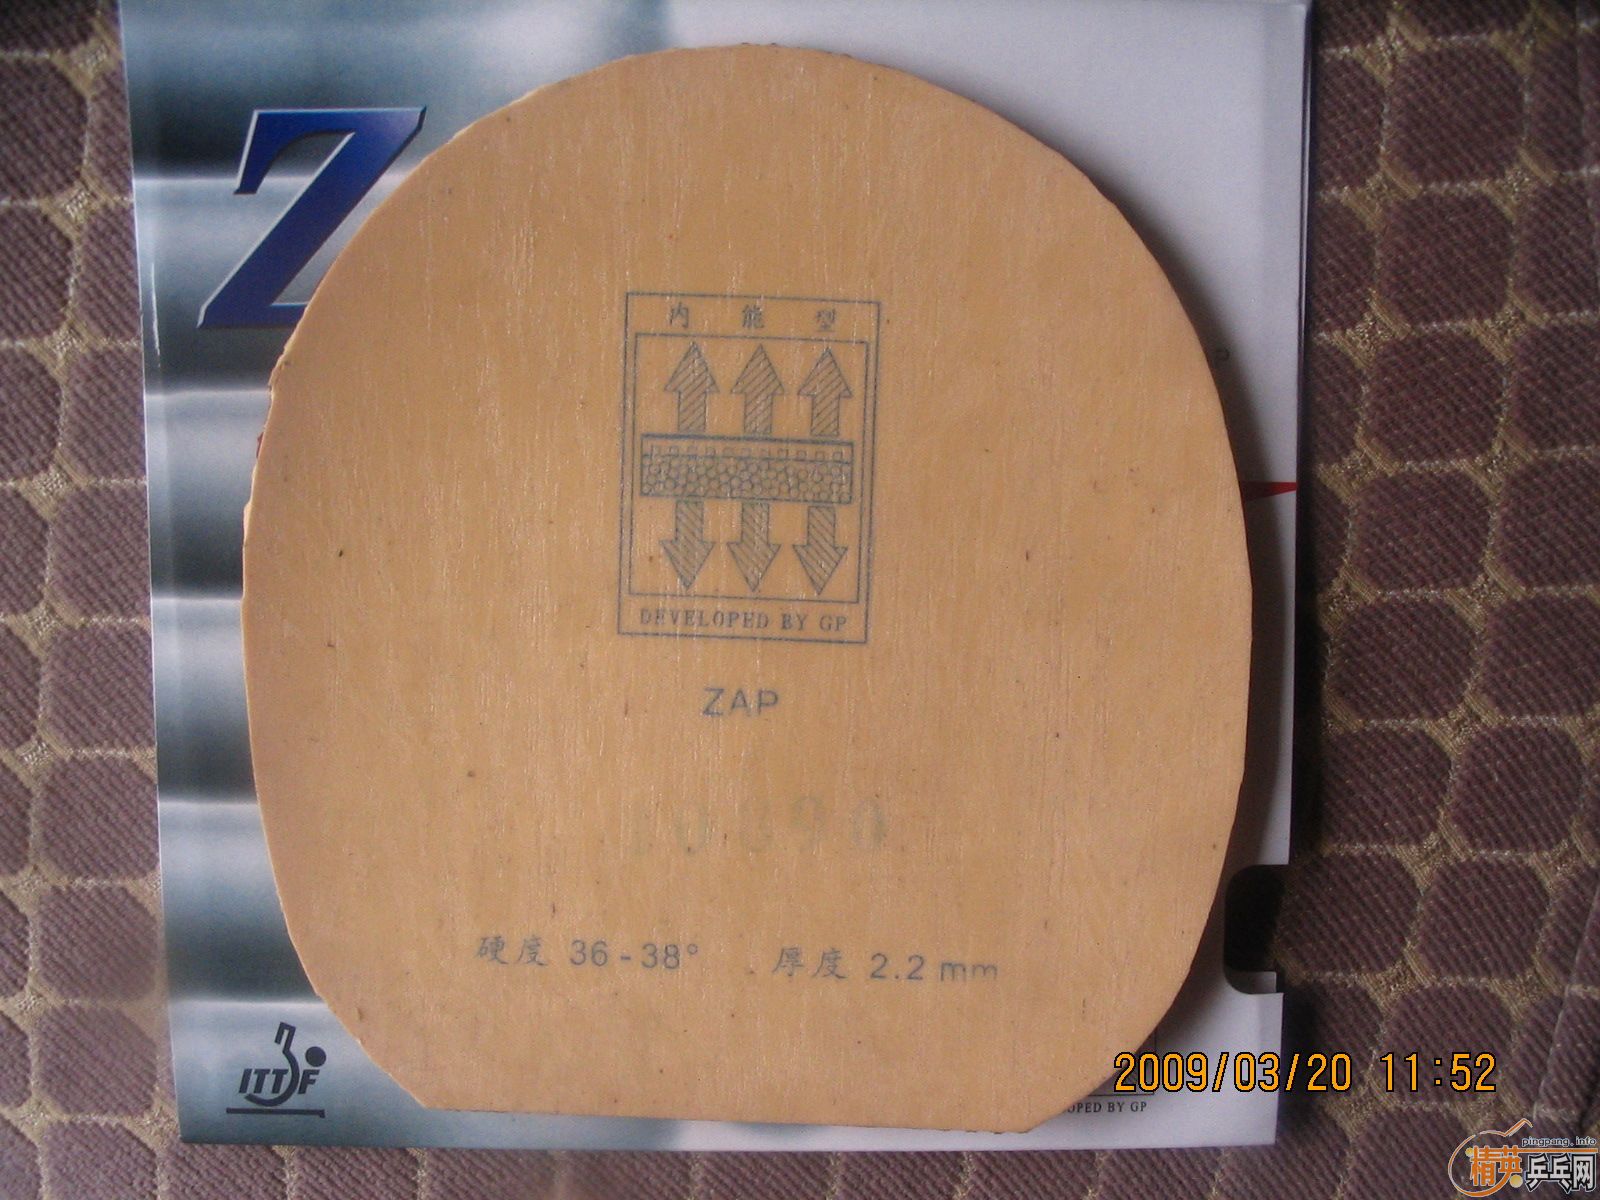 Z
内 能 型
DEVELOPED BY GP
ZAP
硬度 36-38° 厚度 2.2 mm
ITTF
2009/03/20 11:52
OPED BY GP
pingpang.info
精英乒乓网